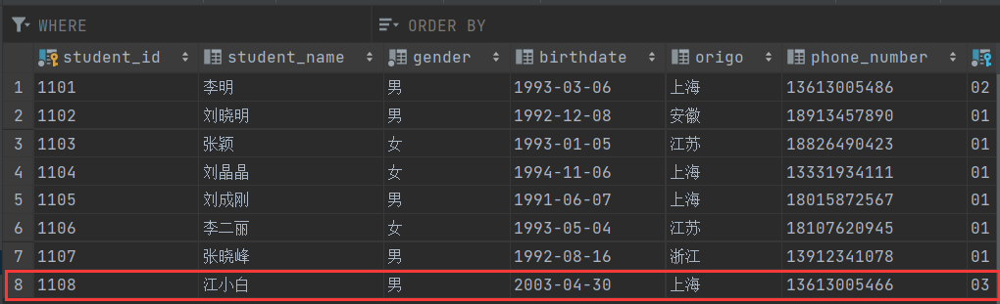 WHERE ORDER BY
student_id student_name gender birthdate origo phone_number
1 1101 李明 男 1993-03-06 上海 13613005486 02
2 1102 刘晓明 男 1992-12-08 安徽 18913457890 01
3 1103 张颖 女 1993-01-05 江苏 18826490423 01
4 1104 刘晶晶 女 1994-11-06 上海 13331934111 01
5 1105 刘成刚 男 1991-06-07 上海 18015872567 01
6 1106 李二丽 女 1993-05-04 江苏 18107620945 01
7 1107 张晓峰 男 1992-08-16 浙江 13912341078 01
8 1108 江小白 男 2003-04-30 上海 13613005466 03